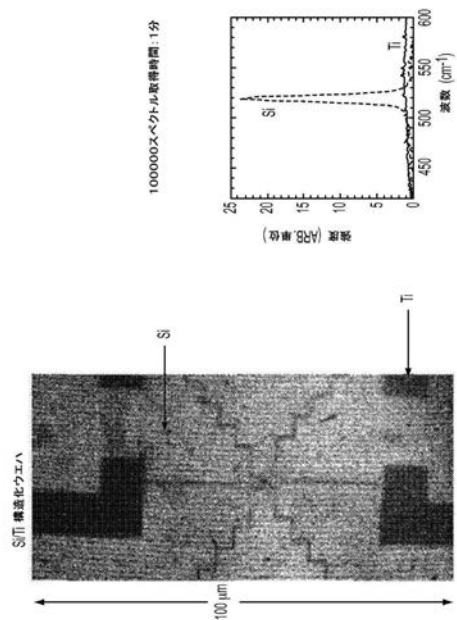 Si/Ti 構造化ウエハ
100 μm
Si
Ti
100000スペクトル取得時間：1分
強度 (ARB.単位)
25
20
15
10
5
0
Si
Ti
450
500
550
600
波数 (cm⁻¹)